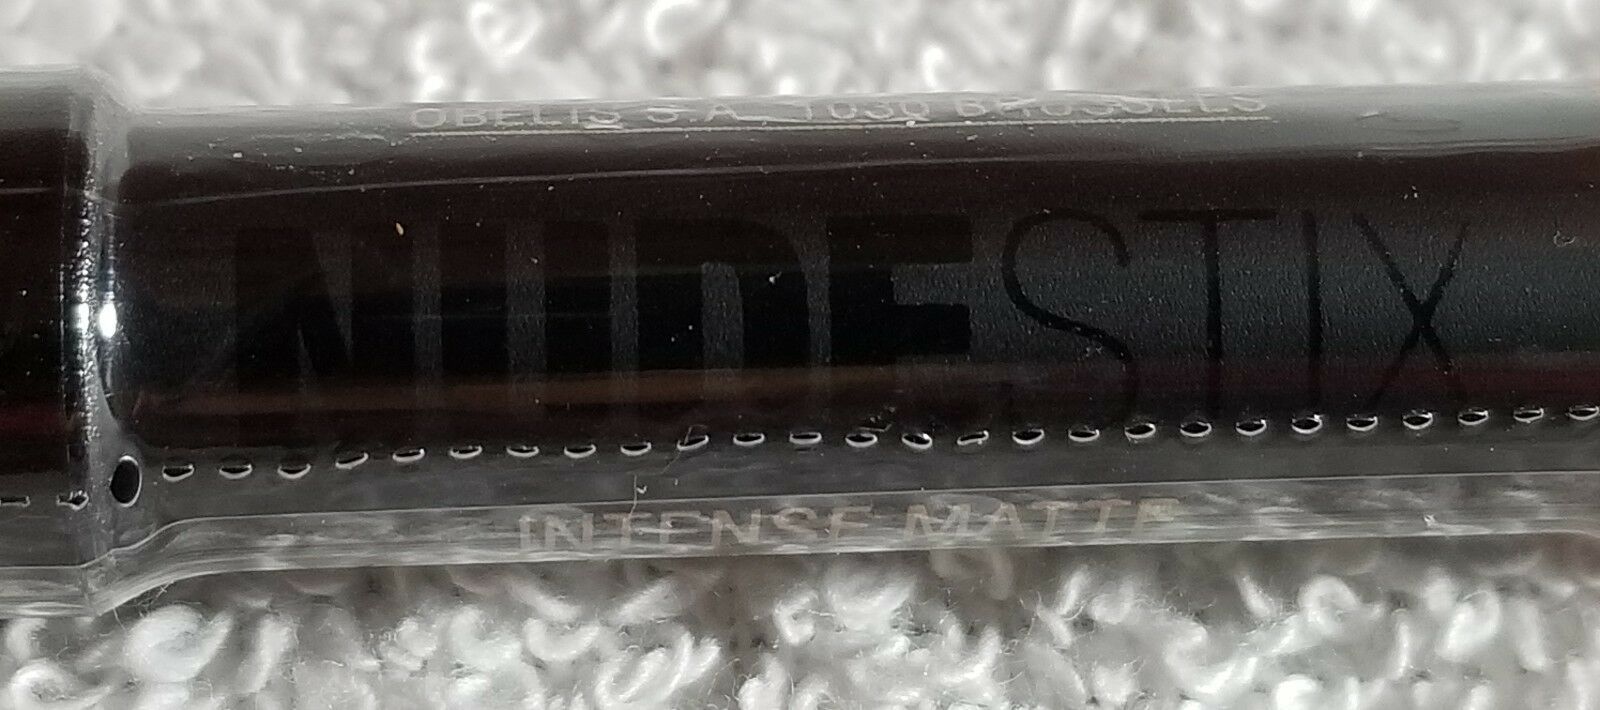 OBELIS S.A., 1030 BRUSSELS
NUDESTIX
INTENSE MATTE